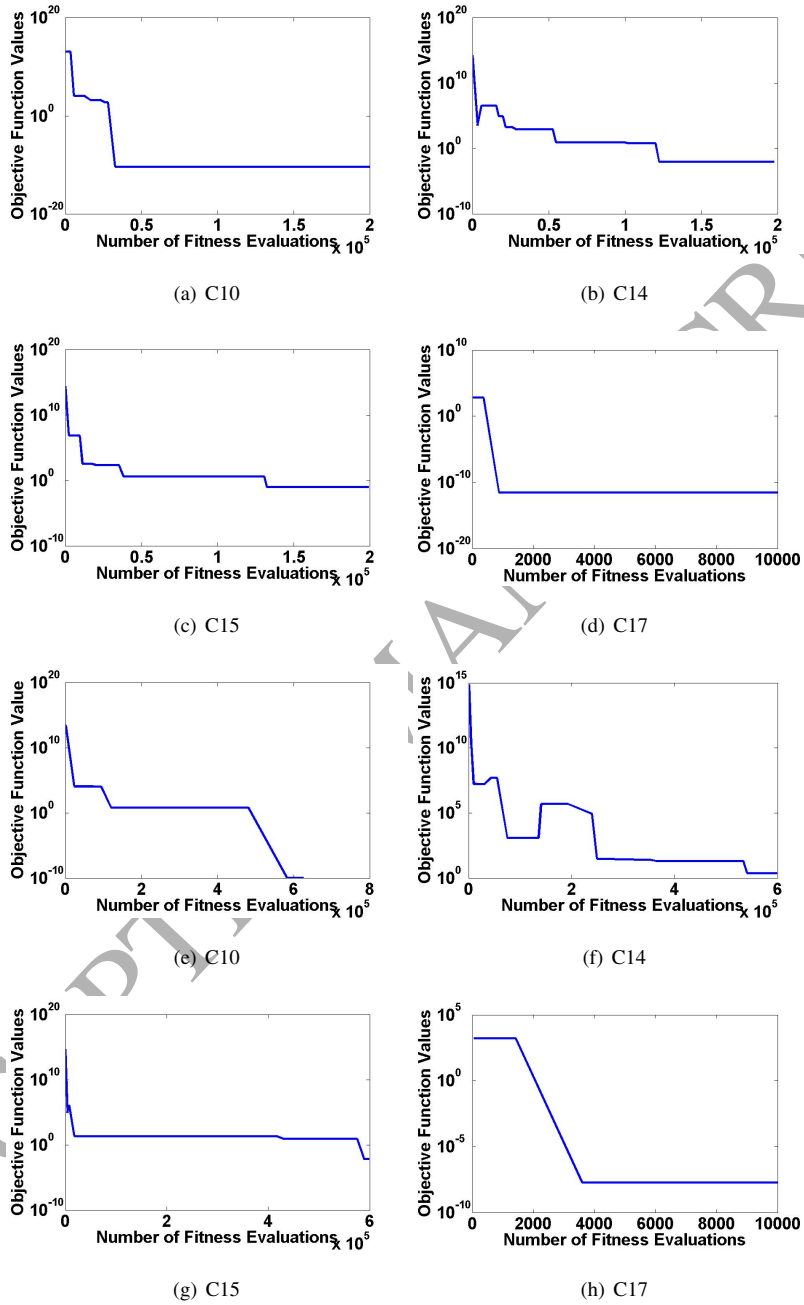 10^20
10^0
10^-20
Objective Function Values
0 0.5 1 1.5 2
Number of Fitness Evaluations x 10^5
(a) C10
10^20
10^10
10^0
10^-10
Objective Function Values
0 0.5 1 1.5 2
Number of Fitness Evaluation x 10^5
(b) C14
10^20
10^10
10^0
10^-10
Objective Function Values
0 0.5 1 1.5 2
Number of Fitness Evaluations x 10^5
(c) C15
10^10
10^0
10^-10
10^-20
Objective Function Values
0 2000 4000 6000 8000 10000
Number of Fitness Evaluations
(d) C17
10^20
10^10
10^0
10^-10
Objective Function Value
0 2 4 6 8
Number of Fitness Evaluations x 10^5
(e) C10
10^15
10^10
10^5
10^0
Objective Function Values
0 2 4 6
Number of Fitness Evaluations x 10^5
(f) C14
10^20
10^10
10^0
10^-10
Objective Function Values
0 2 4 6
Number of Fitness Evaluations x 10^5
(g) C15
10^5
10^0
10^-5
10^-10
Objective Function Values
0 2000 4000 6000 8000 10000
Number of Fitness Evaluations
(h) C17